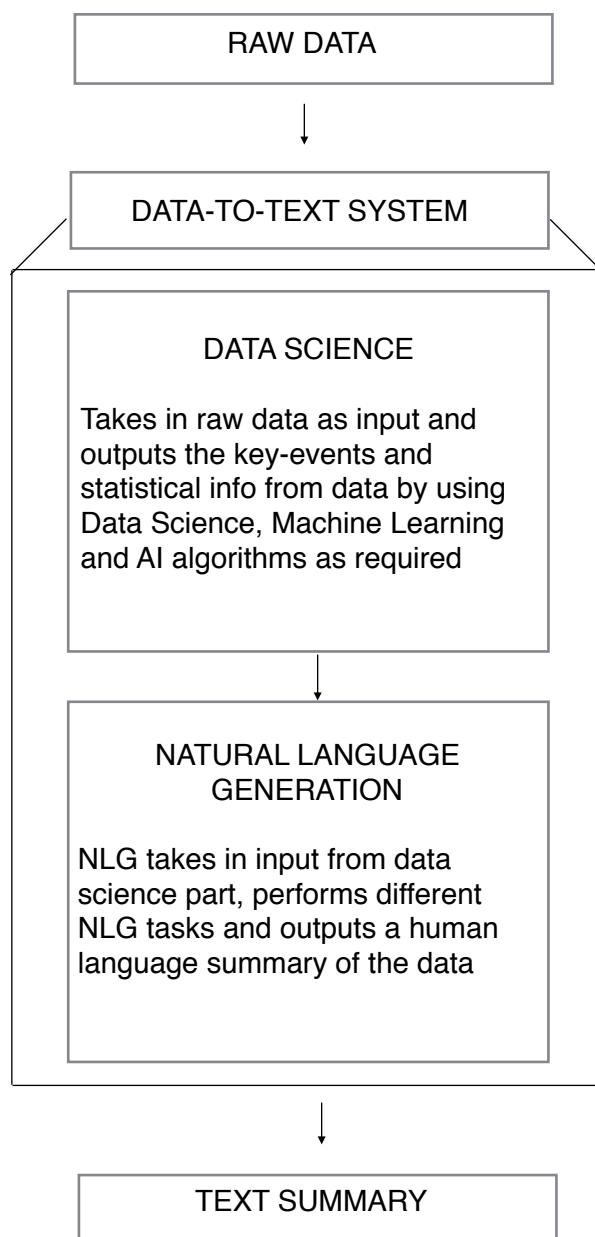 RAW DATA
DATA-TO-TEXT SYSTEM
DATA SCIENCE
Takes in raw data as input and
outputs the key-events and
statistical info from data by using
Data Science, Machine Learning
and AI algorithms as required
NATURAL LANGUAGE
GENERATION
NLG takes in input from data
science part, performs different
NLG tasks and outputs a human
language summary of the data
TEXT SUMMARY